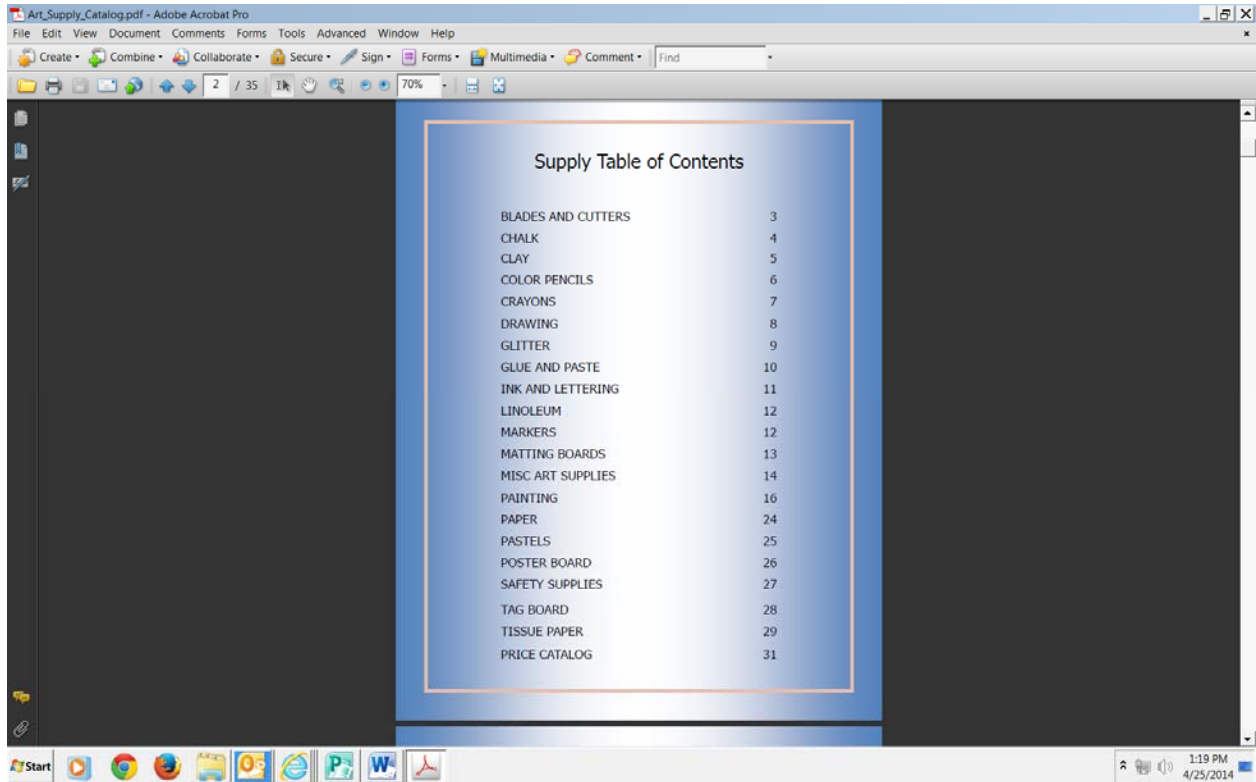 Art_Supply_Catalog.pdf - Adobe Acrobat Pro
File Edit View Document Comments Forms Tools Advanced Window Help
Create Combine Collaborate Secure Sign Forms Multimedia Comment Find
2 / 35 70%
Supply Table of Contents
BLADES AND CUTTERS 3
CHALK 4
CLAY 5
COLOR PENCILS 6
CRAYONS 7
DRAWING 8
GLITTER 9
GLUE AND PASTE 10
INK AND LETTERING 11
LINOLEUM 12
MARKERS 12
MATTING BOARDS 13
MISC ART SUPPLIES 14
PAINTING 16
PAPER 24
PASTELS 25
POSTER BOARD 26
SAFETY SUPPLIES 27
TAG BOARD 28
TISSUE PAPER 29
PRICE CATALOG 31
Start 1:19 PM
4/25/2014